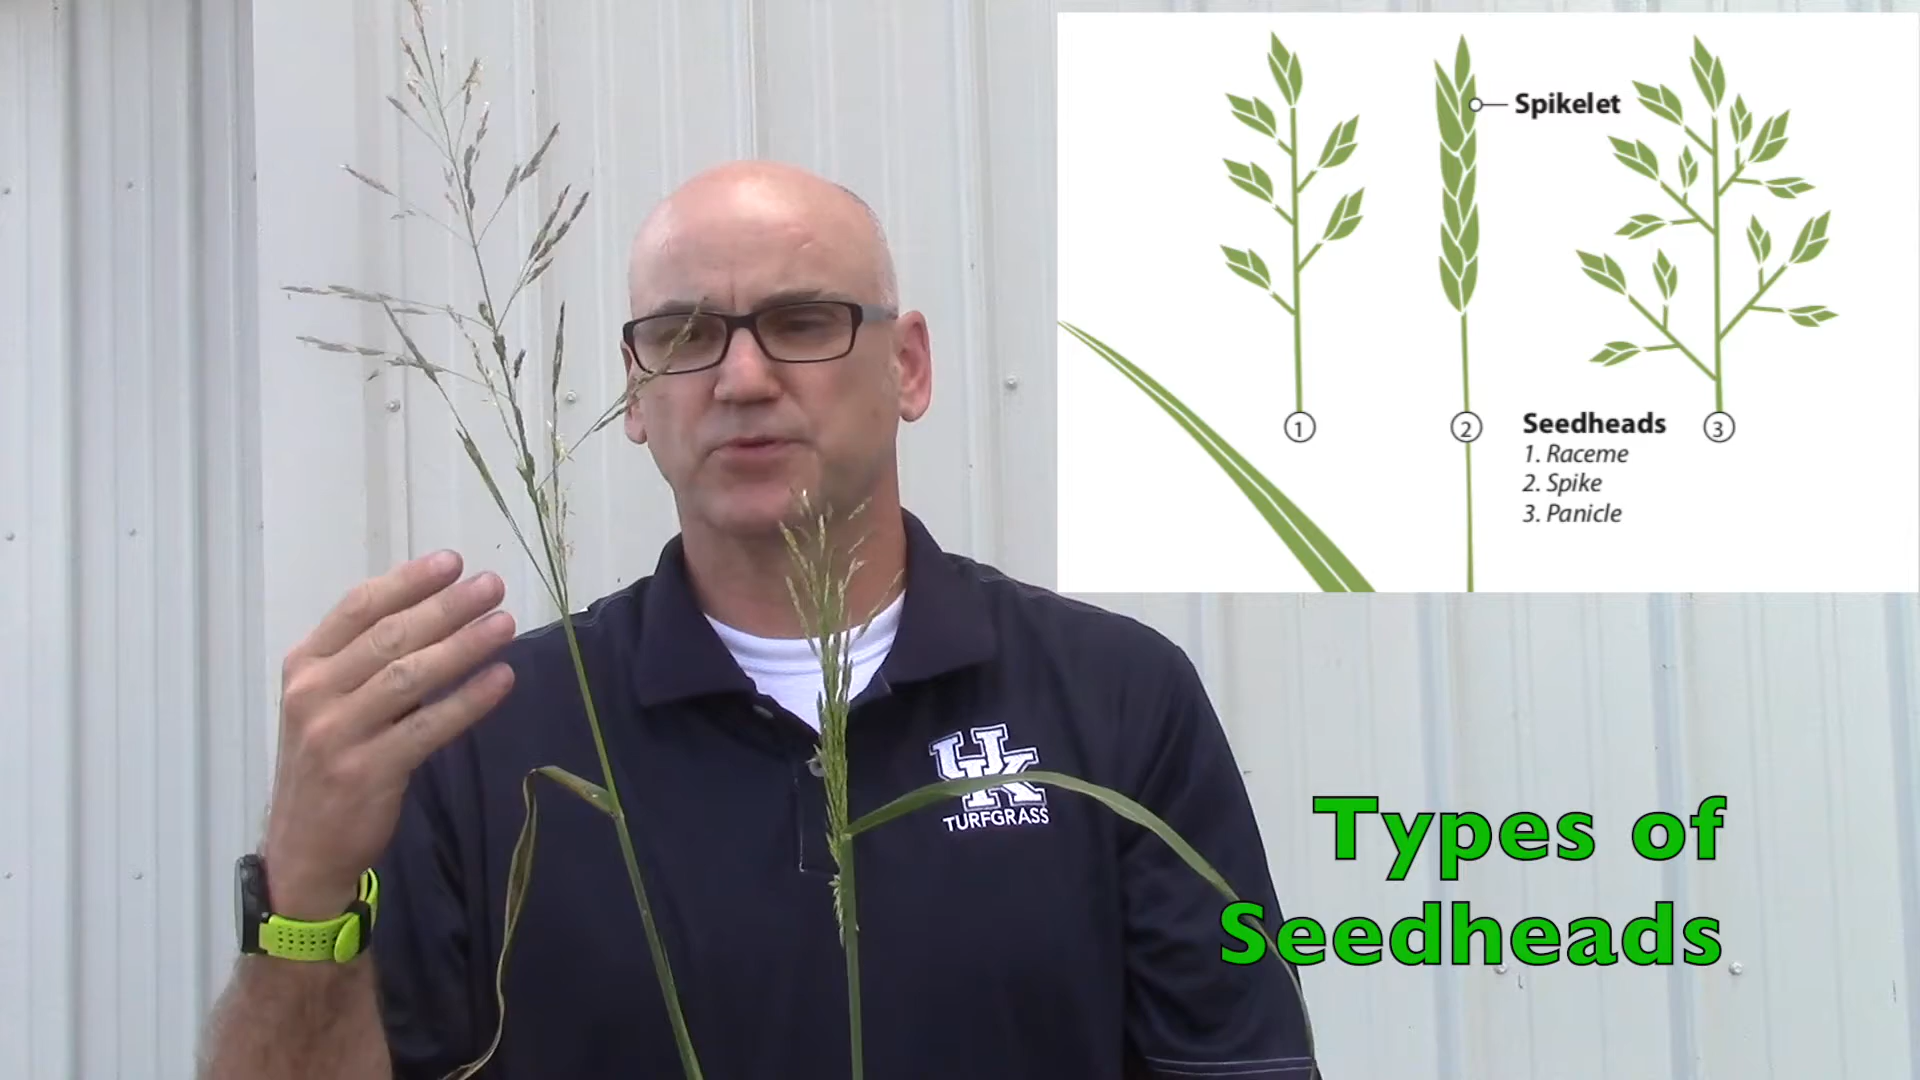 Spikelet
1
2
3
Seedheads
1. Raceme
2. Spike
3. Panicle
UK
TURFGRASS
Types of
Seedheads